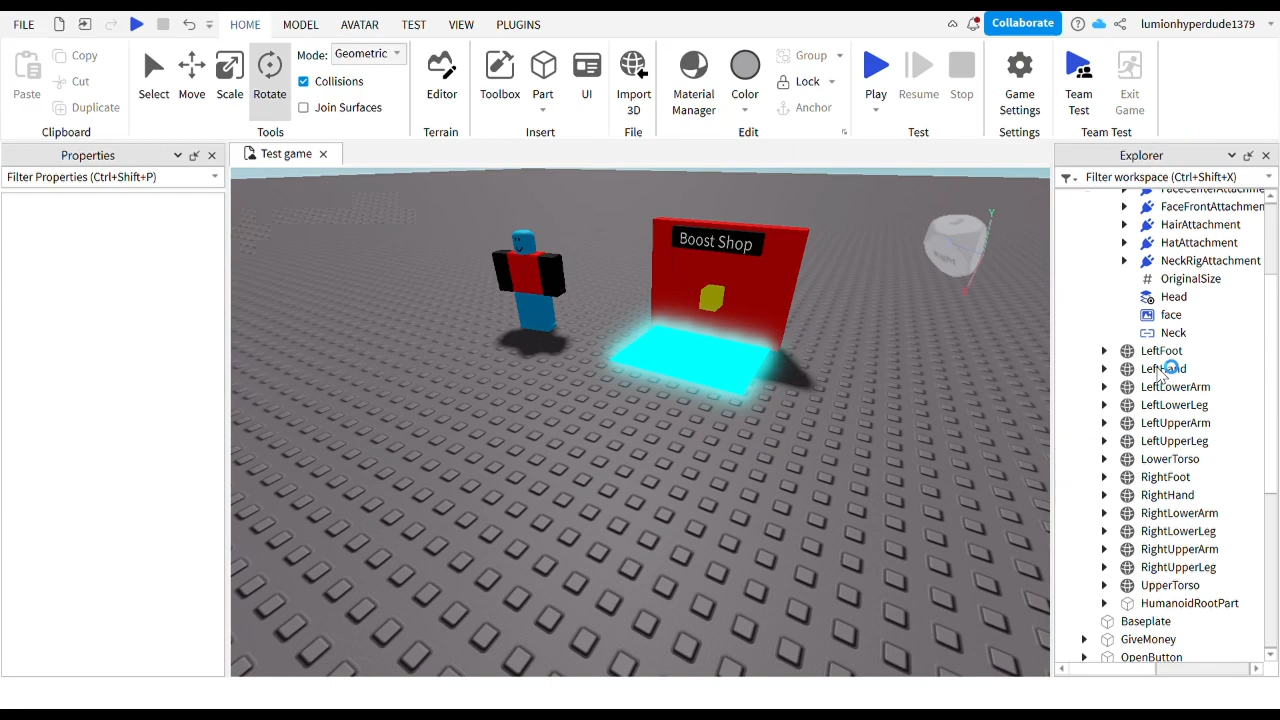 FILE HOME MODEL AVATAR TEST VIEW PLUGINS Collaborate lumionhyperdude1379
Paste Copy Cut Duplicate Clipboard
Select Move Scale Rotate Mode: Geometric Collisions Join Surfaces Tools
Editor Terrain
Toolbox Part UI Insert
Import 3D File
Material Manager Color Group Lock Anchor Edit
Play Resume Stop Test
Game Settings Settings
Team Test Exit Game Team Test
Properties
Filter Properties (Ctrl+Shift+P)
Test game
Boost Shop
Y
Explorer
Filter workspace (Ctrl+Shift+X)
FaceCenterAttachme
FaceFrontAttachmen
HairAttachment
HatAttachment
NeckRigAttachment
OriginalSize
Head
face
Neck
LeftFoot
LeftHand
LeftLowerArm
LeftLowerLeg
LeftUpperArm
LeftUpperLeg
LowerTorso
RightFoot
RightHand
RightLowerArm
RightLowerLeg
RightUpperArm
RightUpperLeg
UpperTorso
HumanoidRootPart
Baseplate
GiveMoney
OpenButton